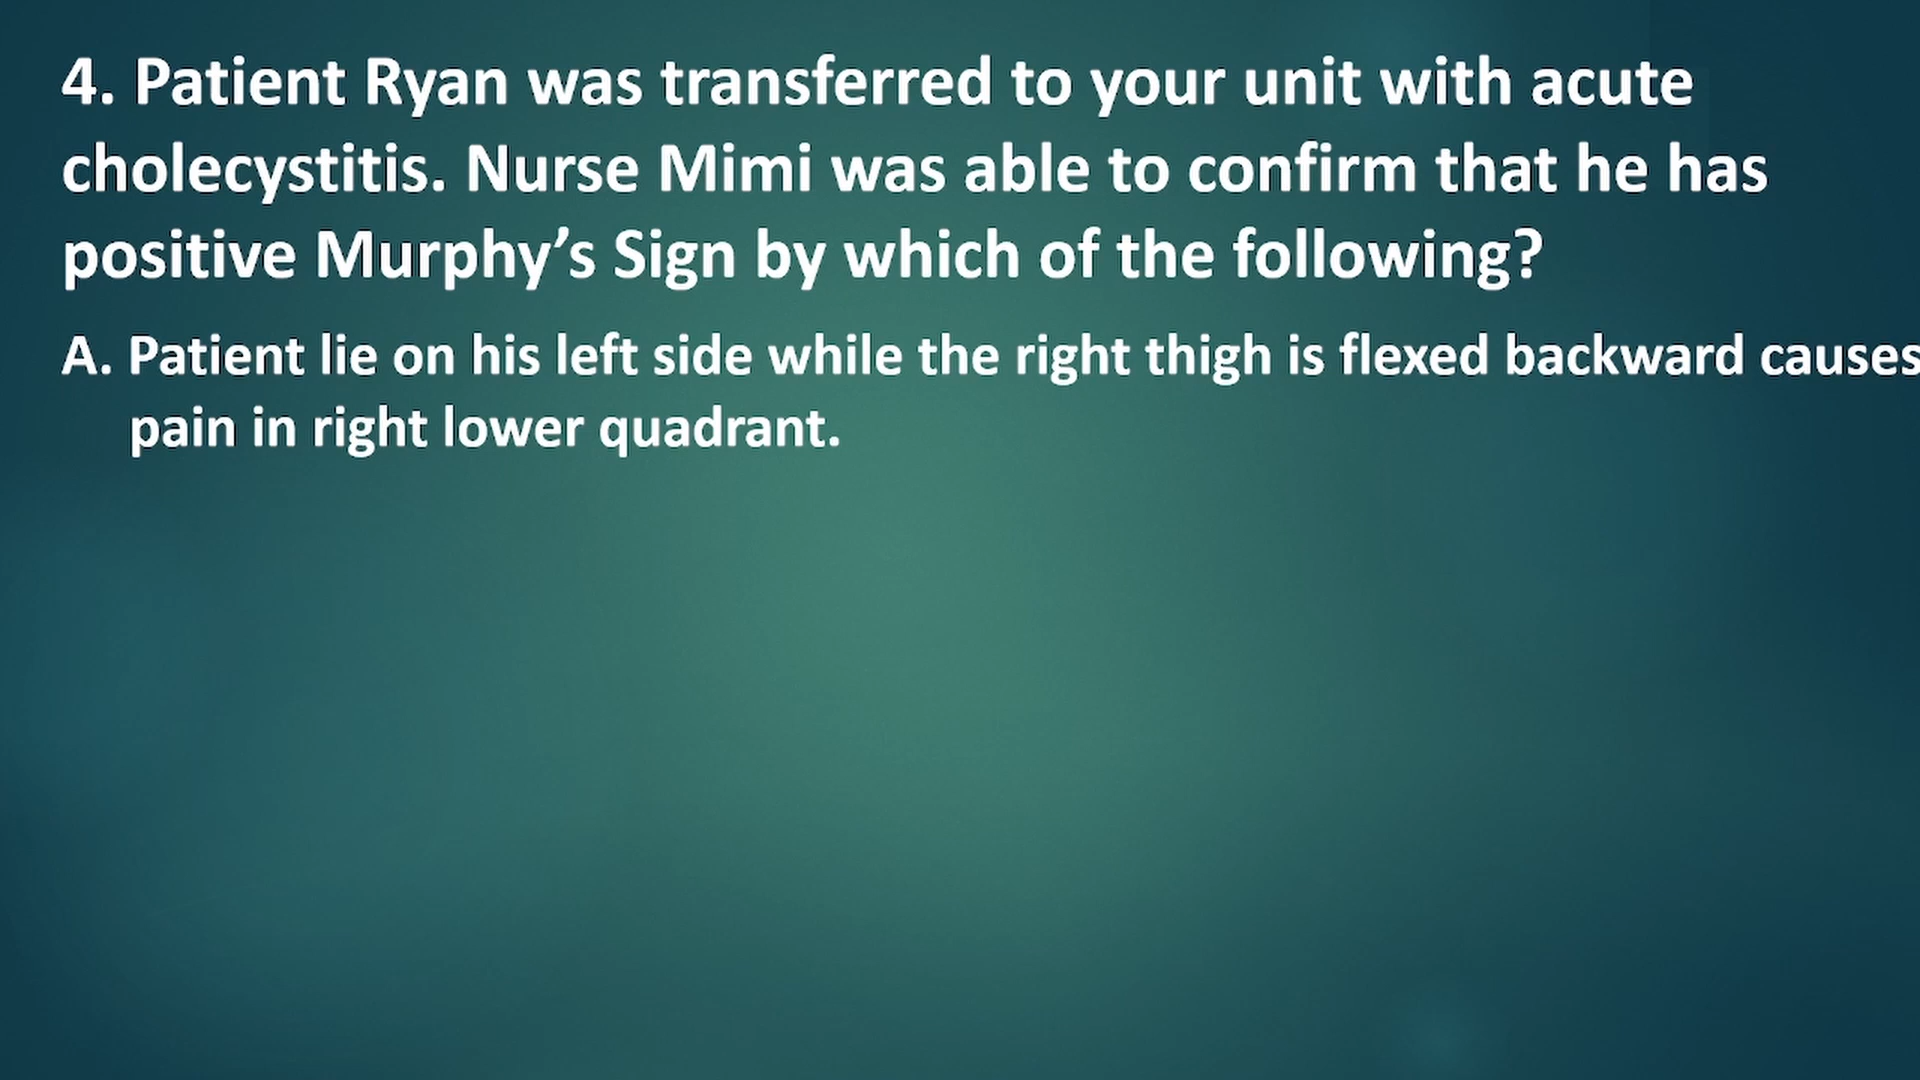 4. Patient Ryan was transferred to your unit with acute
cholecystitis. Nurse Mimi was able to confirm that he has
positive Murphy’s Sign by which of the following?
A. Patient lie on his left side while the right thigh is flexed backward causes
pain in right lower quadrant.